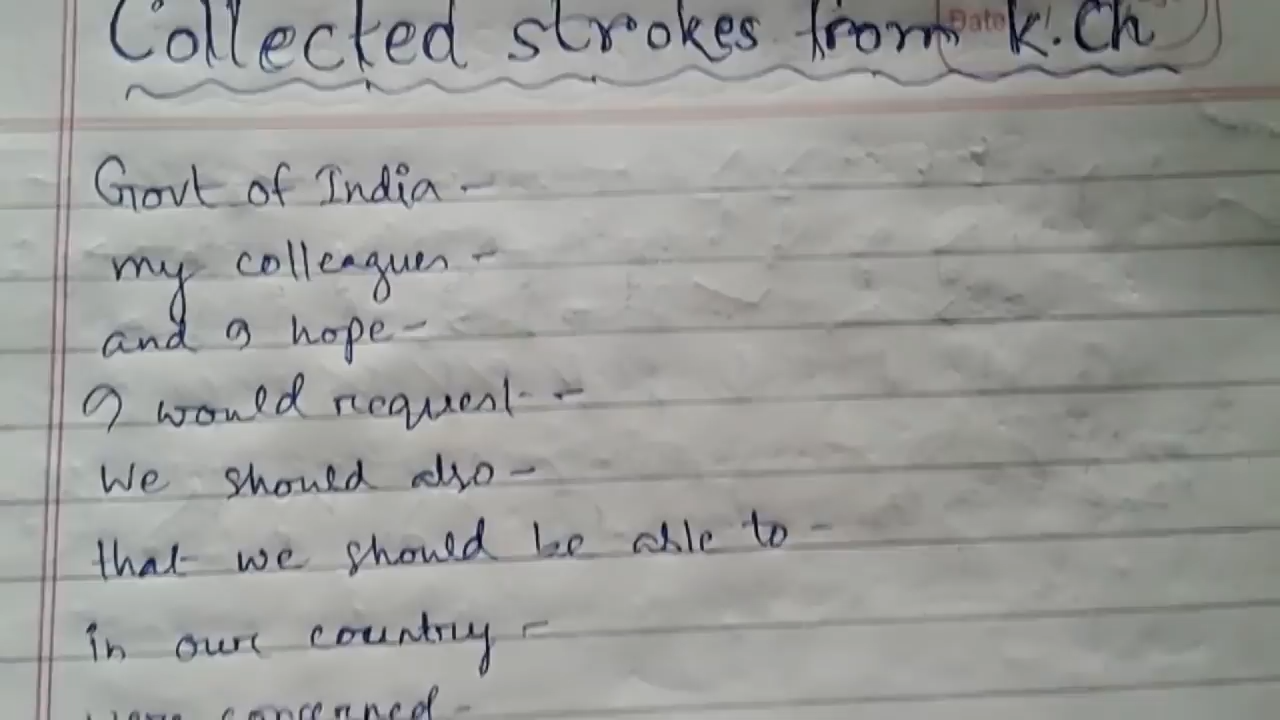 Collected strokes from K. Ch
Date
Govt of India -
my colleagues -
and I hope -
I would request -
We should also -
that we should be able to -
in our country -
concerned -